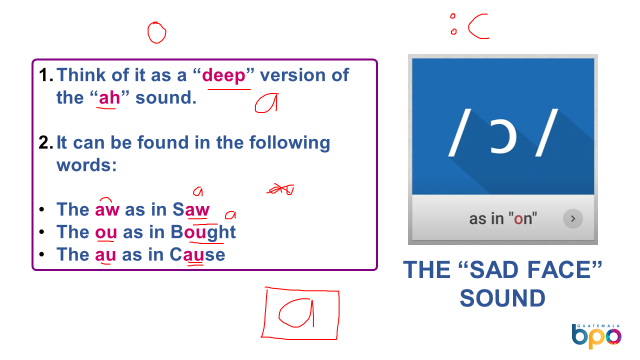 o
:c
1. Think of it as a “deep” version of
the “ah” sound.
a
/ɔ/
2. It can be found in the following
words:
a
• The aw as in Saw
a
• The ou as in Bought
as in "on"
• The au as in Cause
THE “SAD FACE”
SOUND
a
GUATEMALA
bpo